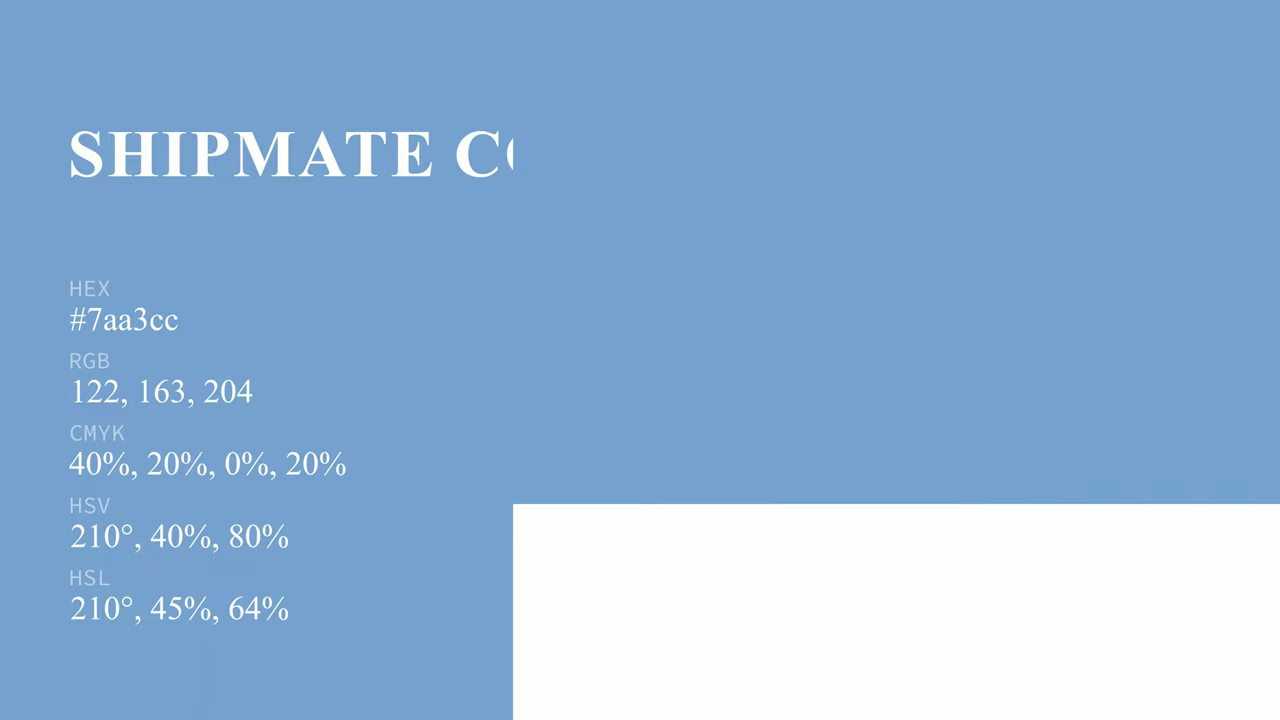 SHIPMATE C
HEX
#7aa3cc
RGB
122, 163, 204
CMYK
40%, 20%, 0%, 20%
HSV
210°, 40%, 80%
HSL
210°, 45%, 64%